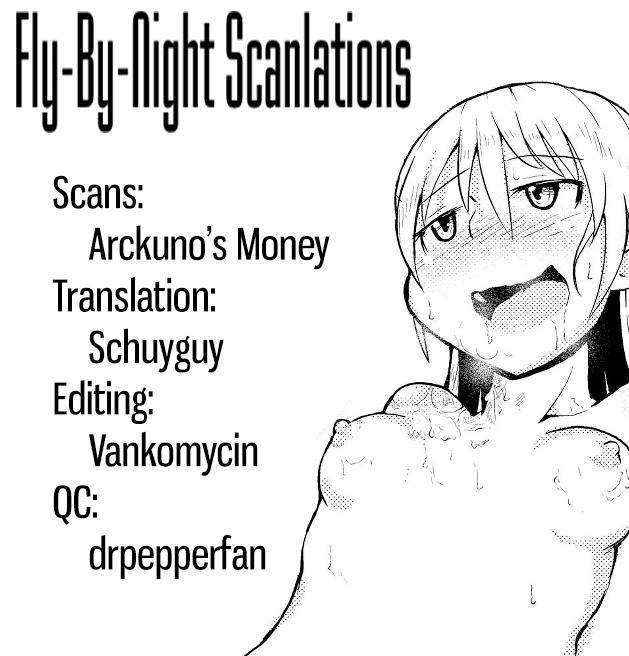 Fly-By-Night Scanlations
Scans:
Arckuno's Money
Translation:
Schuyguy
Editing:
Vankomycin
QC:
drpepperfan